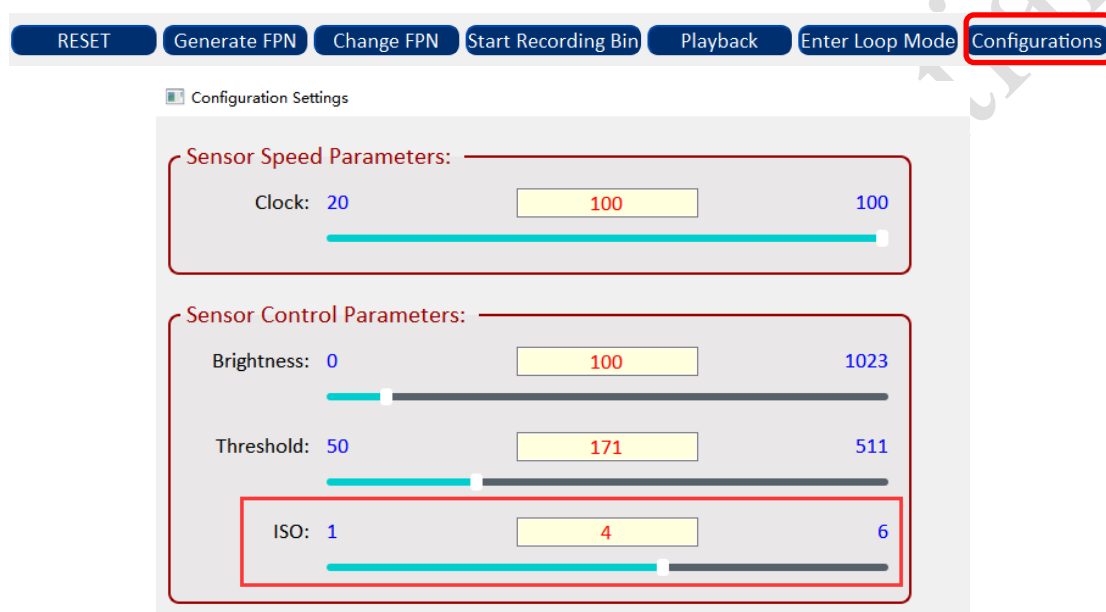 RESET Generate FPN Change FPN Start Recording Bin Playback Enter Loop Mode Configurations
Configuration Settings
Sensor Speed Parameters:
Clock: 20 100 100
Sensor Control Parameters:
Brightness: 0 100 1023
Threshold: 50 171 511
ISO: 1 4 6